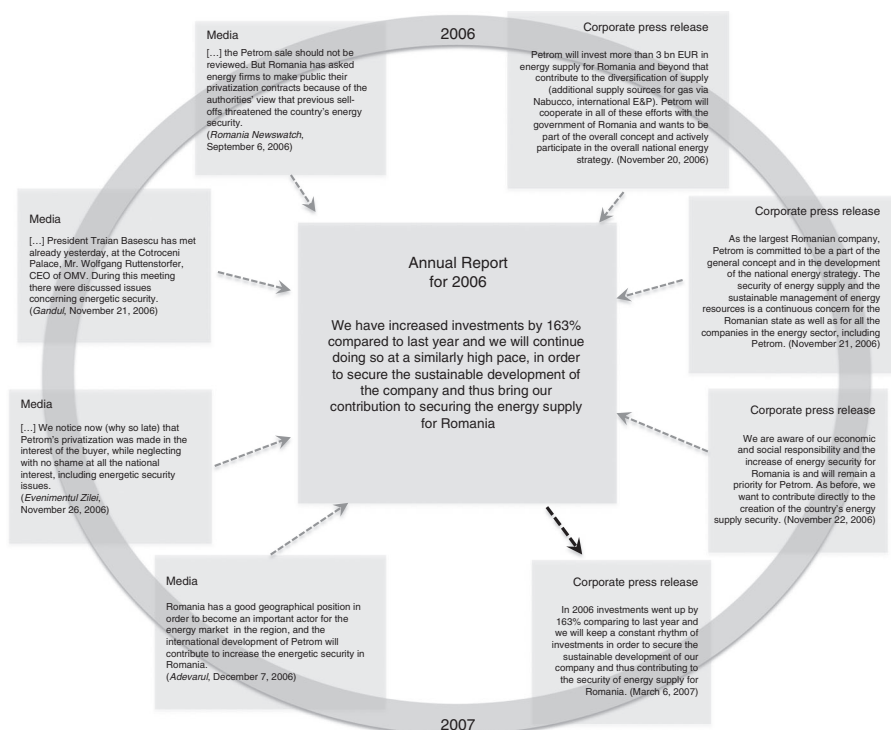 2006
Media
[…] the Petrom sale should not be
reviewed. But Romania has asked
energy firms to make public their
privatization contracts because of the
authorities’ view that previous sell-
offs threatened the country’s energy
security.
(Romania Newswatch,
September 6, 2006)
Corporate press release
Petrom will invest more than 3 bn EUR in
energy supply for Romania and beyond that
contribute to the diversification of supply
(additional supply sources for gas via
Nabucco, international E&P). Petrom will
cooperate in all of these efforts with the
government of Romania and wants to be
part of the overall concept and actively
participate in the overall national energy
strategy. (November 20, 2006)
Media
[…] President Traian Basescu has met
already yesterday, at the Cotroceni
Palace, Mr. Wolfgang Ruttenstorfer,
CEO of OMV. During this meeting
there were discussed issues
concerning energetic security.
(Gandul, November 21, 2006)
Annual Report
for 2006
We have increased investments by 163%
compared to last year and we will continue
doing so at a similarly high pace, in order
to secure the sustainable development of
the company and thus bring our
contribution to securing the energy supply
for Romania
Corporate press release
As the largest Romanian company,
Petrom is committed to be a part of the
general concept and in the development
of the national energy strategy. The
security of energy supply and the
sustainable management of energy
resources is a continuous concern for the
Romanian state as well as for all the
companies in the energy sector, including
Petrom. (November 21, 2006)
Media
[…] We notice now (why so late) that
Petrom’s privatization was made in the
interest of the buyer, while neglecting
with no shame at all the national
interest, including energetic security
issues.
(Evenimentul Zilei,
November 26, 2006)
Corporate press release
We are aware of our economic
and social responsibility and the
increase of energy security for
Romania is and will remain a
priority for Petrom. As before, we
want to contribute directly to the
creation of the country’s energy
supply security. (November 22, 2006)
Media
Romania has a good geographical position in
order to become an important actor for the
energy market in the region, and the
international development of Petrom will
contribute to increase the energetic security in
Romania.
(Adevarul, December 7, 2006)
Corporate press release
In 2006 investments went up by
163% comparing to last year and
we will keep a constant rhythm of
investments in order to secure the
sustainable development of our
company and thus contributing to
the security of energy supply for
Romania. (March 6, 2007)
2007